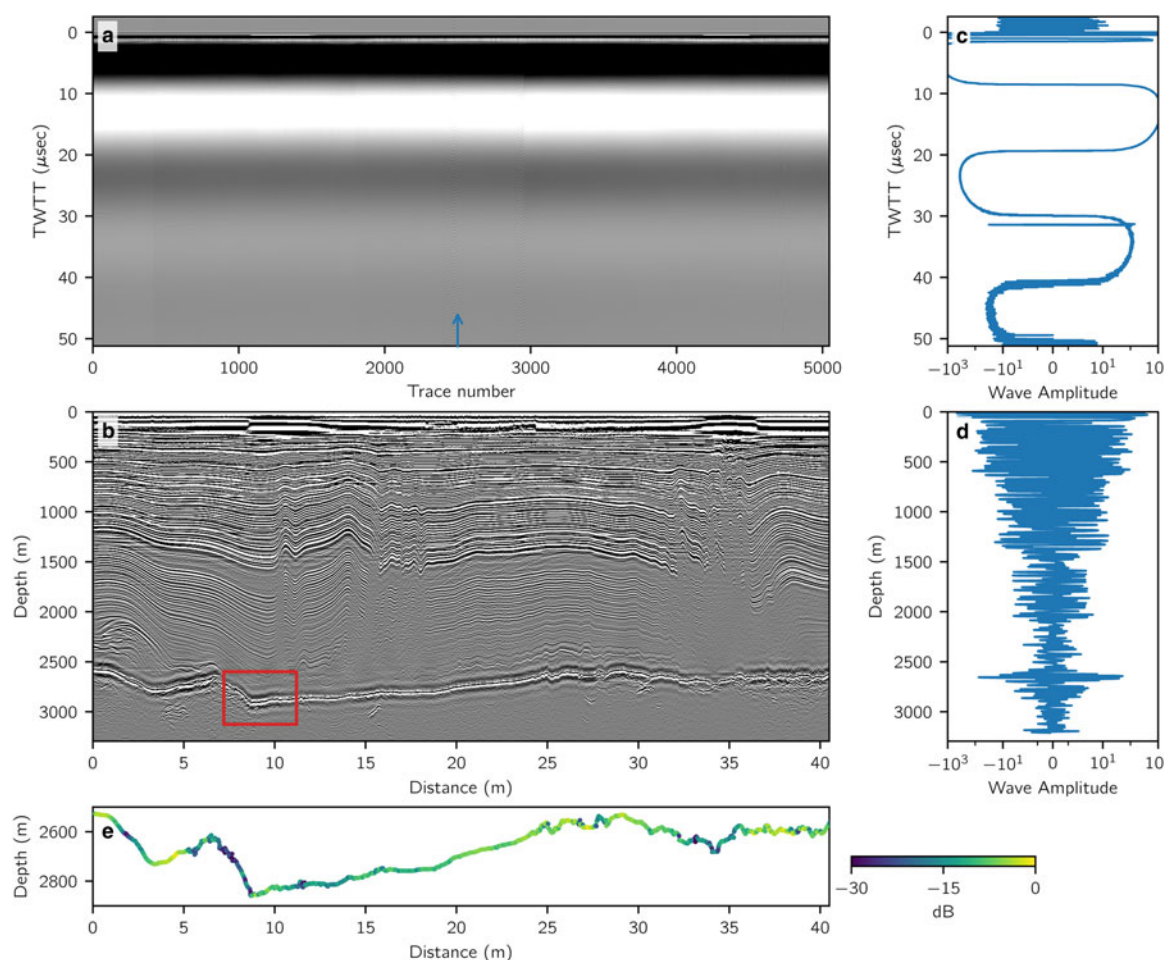 a
0
10
20
30
40
50
TWTT (μsec)
0 1000 2000 3000 4000 5000
Trace number
c
0
10
20
30
40
50
TWTT (μsec)
−10³ −10¹ 0 10¹ 10
Wave Amplitude
b
0
500
1000
1500
2000
2500
3000
Depth (m)
0 5 10 15 20 25 30 35 40
Distance (m)
d
0
500
1000
1500
2000
2500
3000
Depth (m)
−10³ −10¹ 0 10¹ 10
Wave Amplitude
e
2600
2800
Depth (m)
0 5 10 15 20 25 30 35 40
Distance (m)
−30 −15 0
dB